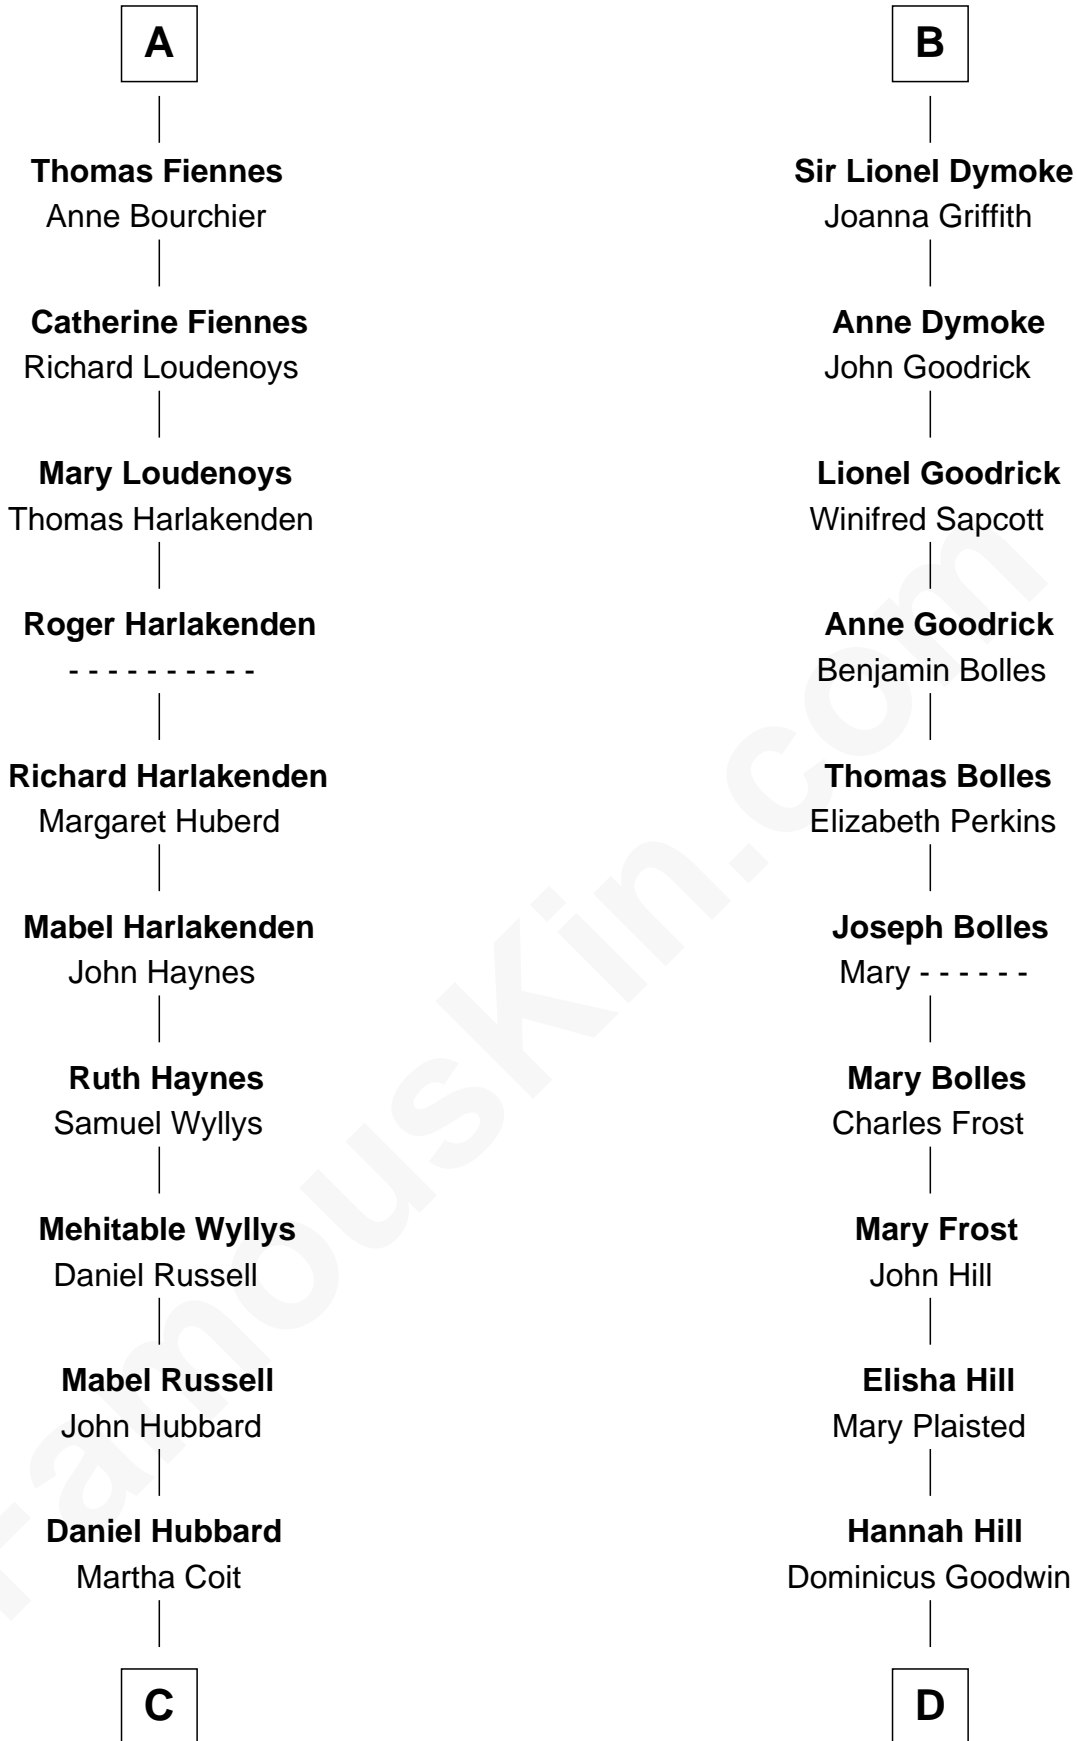 A
Thomas Fiennes
Anne Bourchier
Catherine Fiennes
Richard Loudenoys
Mary Loudenoys
Thomas Harlakenden
Roger Harlakenden
- - - - - - - - - -
Richard Harlakenden
Margaret Huberd
Mabel Harlakenden
John Haynes
Ruth Haynes
Samuel Wyllys
Mehitable Wyllys
Daniel Russell
Mabel Russell
John Hubbard
Daniel Hubbard
Martha Coit
C
B
Sir Lionel Dymoke
Joanna Griffith
Anne Dymoke
John Goodrick
Lionel Goodrick
Winifred Sapcott
Anne Goodrick
Benjamin Bolles
Thomas Bolles
Elizabeth Perkins
Joseph Bolles
Mary - - - - - -
Mary Bolles
Charles Frost
Mary Frost
John Hill
Elisha Hill
Mary Plaisted
Hannah Hill
Dominicus Goodwin
D
FamousKin.com